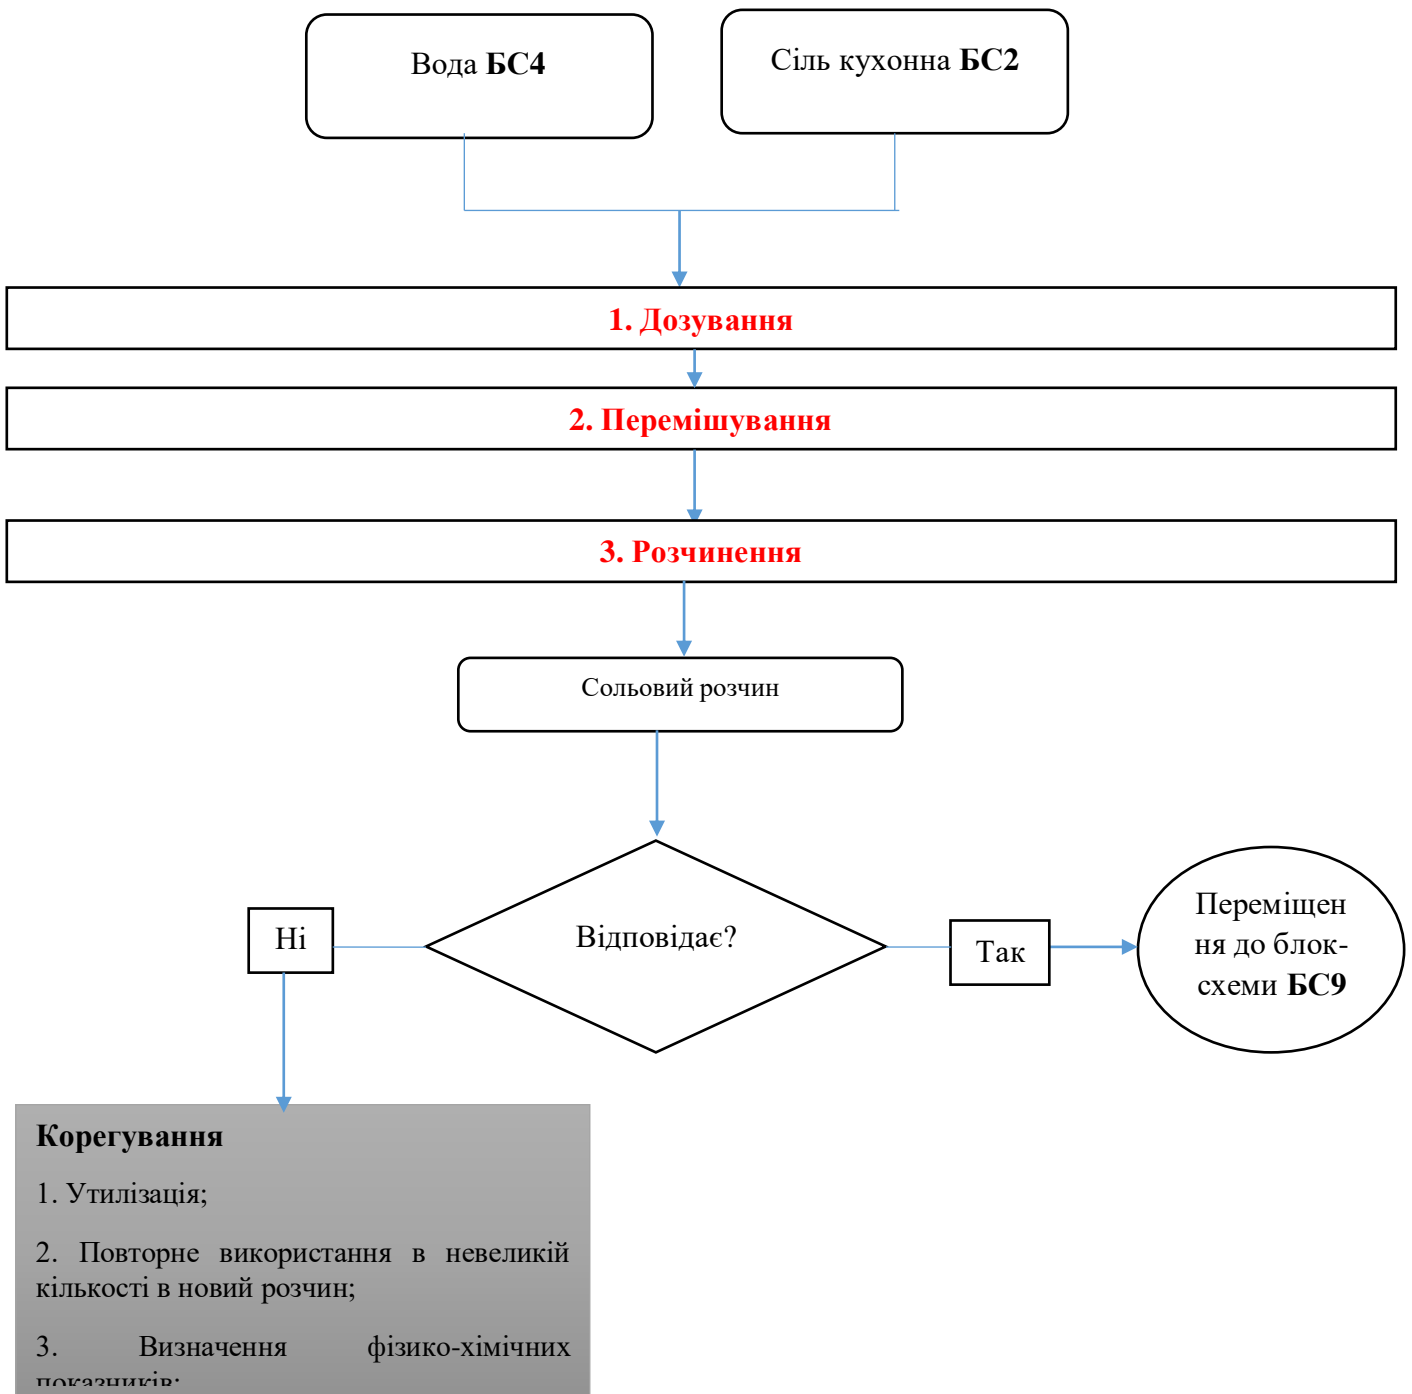 Вода БС4
Сіль кухонна БС2
1. Дозування
2. Перемішування
3. Розчинення
Сольовий розчин
Відповідає?
Ні
Так
Переміщен
ня до блок-
схеми БС9
Корегування
1. Утилізація;
2. Повторне використання в невеликій
кількості в новий розчин;
3. Визначення фізико-хімічних
показників;